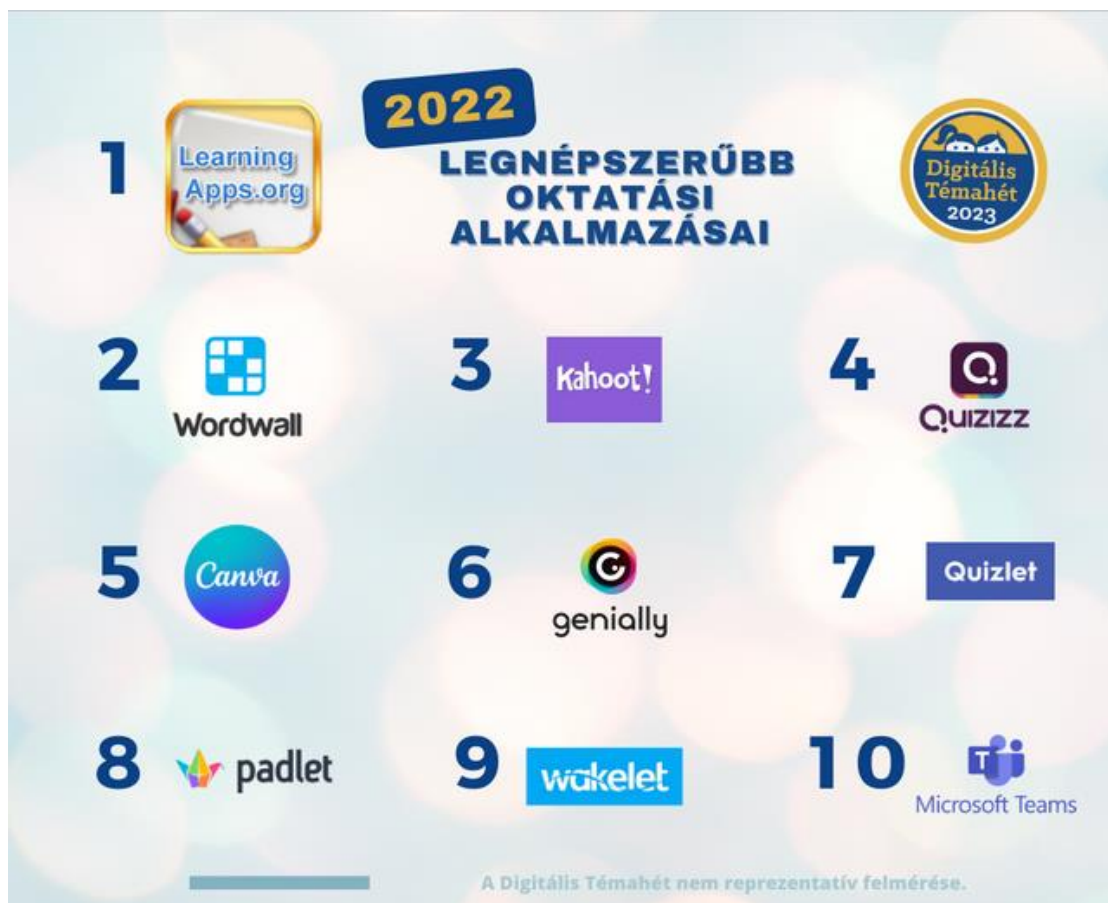 2022
LEGNÉPSZERŰBB
OKTATÁSI
ALKALMAZÁSAI
1
Learning
Apps.org
Digitális
Témahét
2023
2
Wordwall
3
Kahoot!
4
Quizizz
5
Canva
6
genially
7
Quizlet
8
padlet
9
wakelet
10
T
Microsoft Teams
A Digitális Témahét nem reprezentatív felmérése.